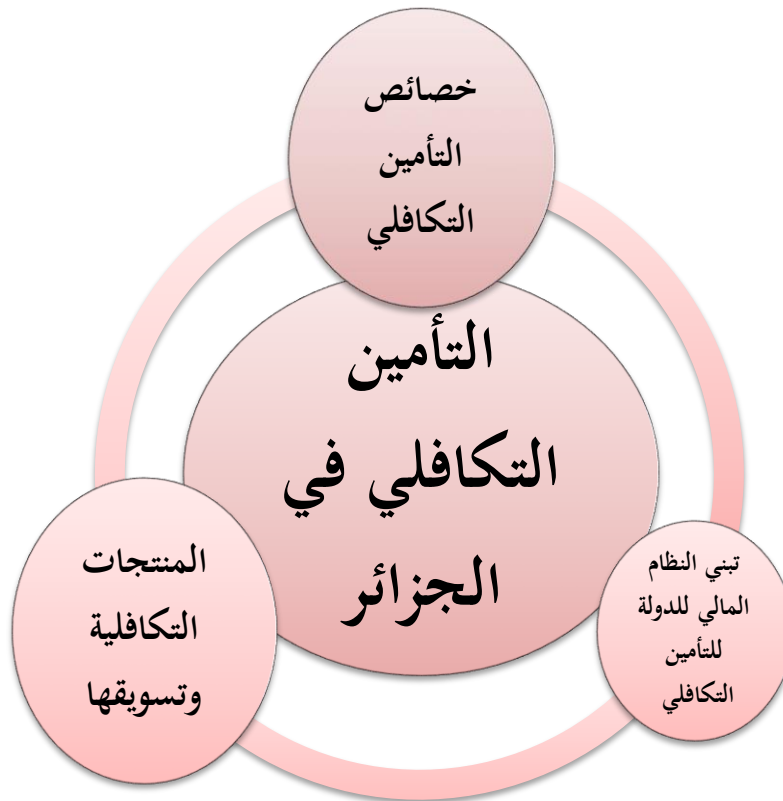 خصائص
التأمين
التكافلي
التأمين
التكافلي في
الجزائر
تبني النظام
المالي للدولة
للتأمين
التكافلي
المنتجات
التكافلية
وتسويقها